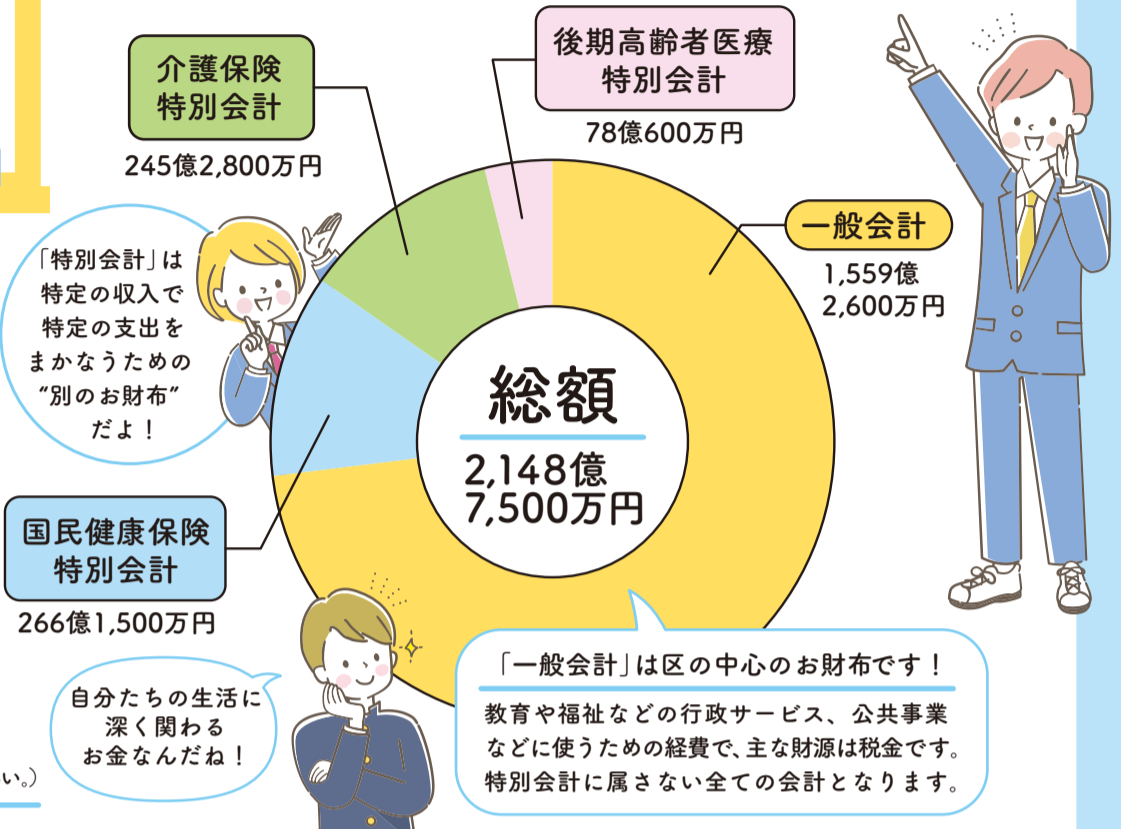 介護保険
特別会計
245億2,800万円
後期高齢者医療
特別会計
78億600万円
一般会計
1,559億
2,600万円
「特別会計」は
特定の収入で
特定の支出を
まかなうための
“別のお財布”
だよ！
総額
2,148億
7,500万円
国民健康保険
特別会計
266億1,500万円
自分たちの生活に
深く関わる
お金なんだね！
「一般会計」は区の中心のお財布です！
教育や福祉などの行政サービス、公共事業
などに使うための経費で、主な財源は税金です。
特別会計に属さない全ての会計となります。
い。）